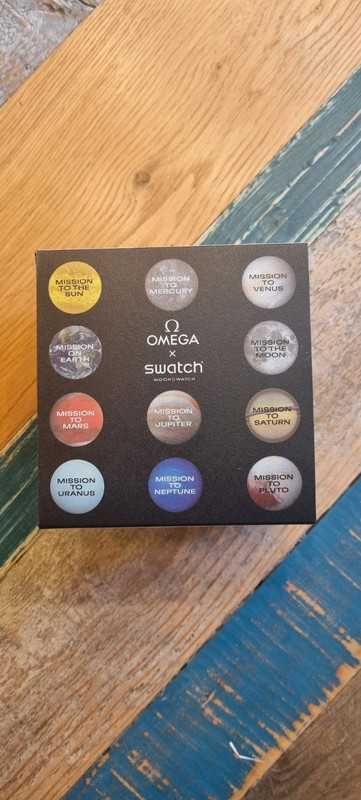 MISSION
TO THE
SUN
MISSION
TO
MERCURY
MISSION
TO
VENUS
MISSION
ON
EARTH
Ω
OMEGA
×
swatch
MOONSWATCH
MISSION
TO THE
MOON
MISSION
TO
MARS
MISSION
TO
JUPITER
MISSION
TO
SATURN
MISSION
TO
URANUS
MISSION
TO
NEPTUNE
MISSION
TO
PLUTO